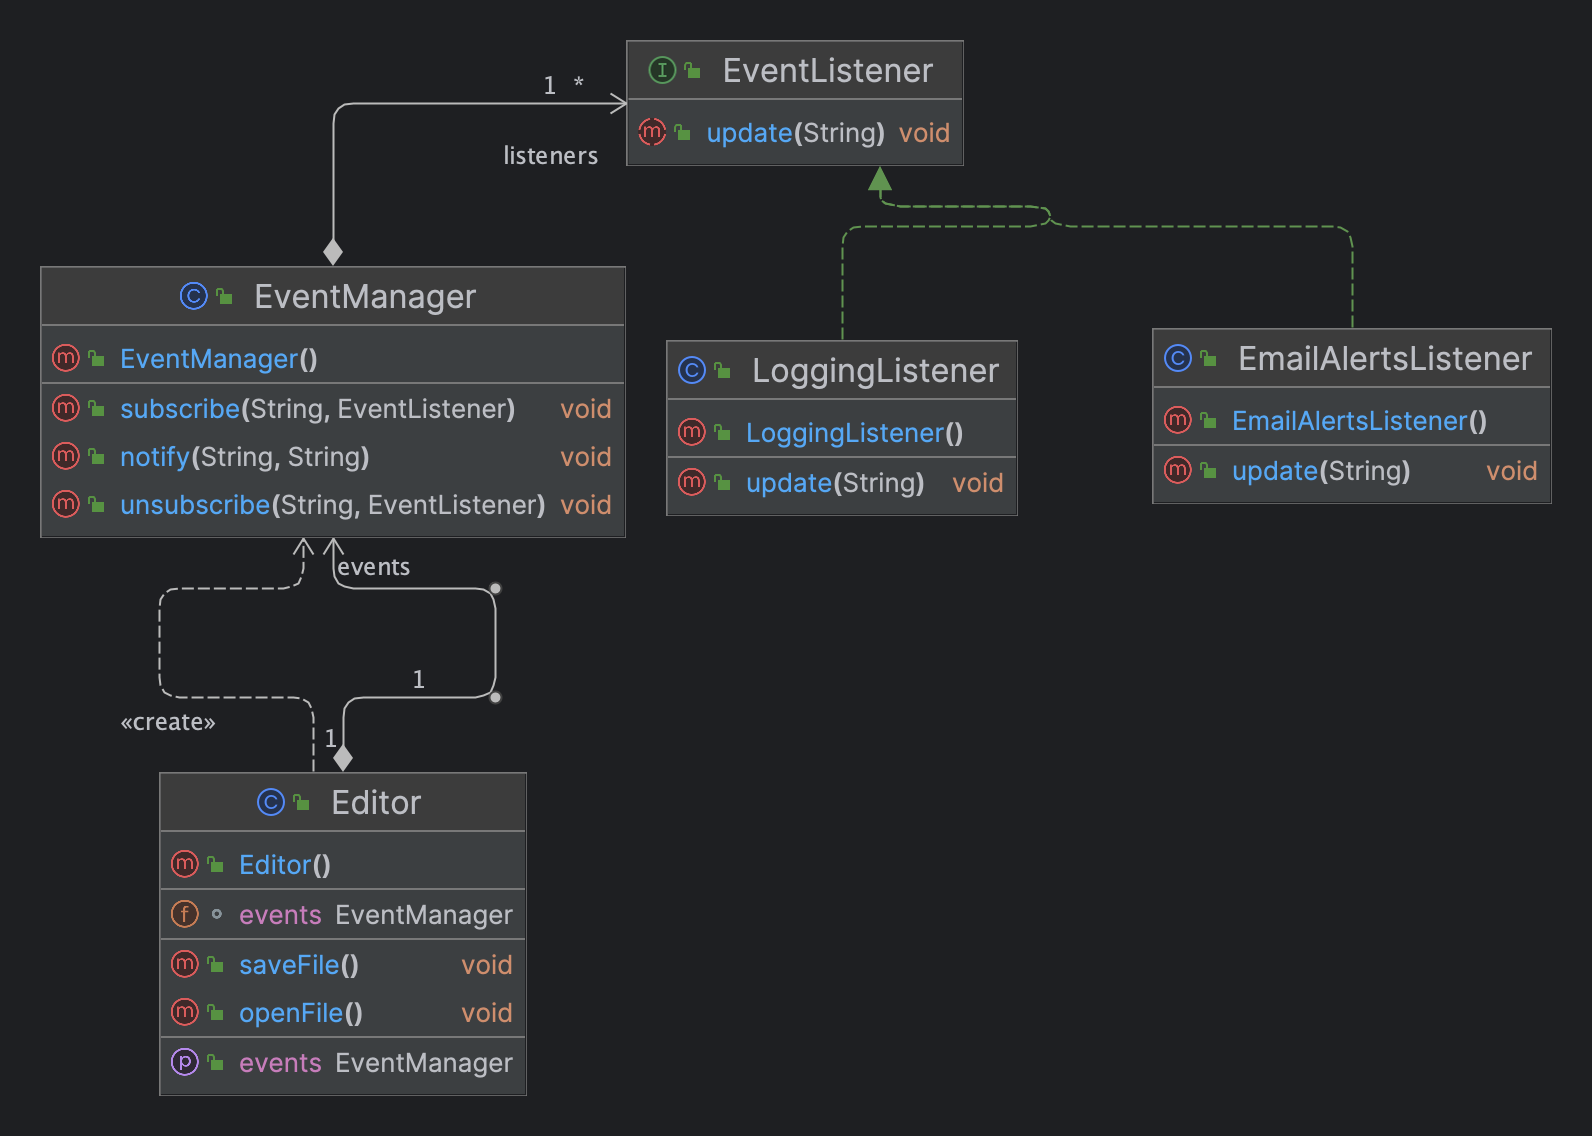 EventListener
update(String) void
1 *
listeners
EventManager
EventManager()
subscribe(String, EventListener) void
notify(String, String) void
unsubscribe(String, EventListener) void
LoggingListener
LoggingListener()
update(String) void
EmailAlertsListener
EmailAlertsListener()
update(String) void
events
1
«create»
1
Editor
Editor()
events EventManager
saveFile() void
openFile() void
events EventManager